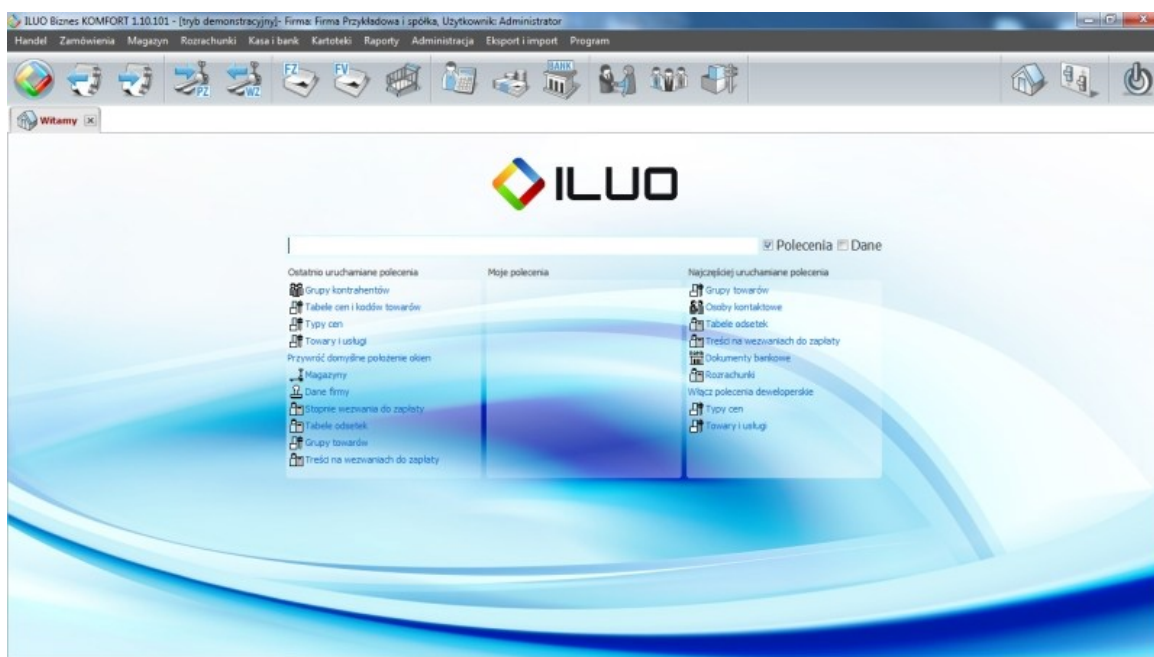 ILUO Biznes KOMFORT 1.10.101 - [tryb demonstracyjny]- Firma: Firma Przykładowa i spółka, Użytkownik: Administrator
Handel Zamówienia Magazyn Rozrachunki Kasa i bank Kartoteki Raporty Administracja Eksport i import Program
PZ WZ FZ FV BANK
Witamy
ILUO
Polecenia Dane
Ostatnio uruchamiane polecenia Moje polecenia Najczęściej uruchamiane polecenia
Grupy kontrahentów Grupy towarów
Tabele cen i kodów towarów Osoby kontaktowe
Typy cen Tabele odsetek
Towary i usługi Treści na wezwaniach do zapłaty
Przywróć domyślne położenie okien Dokumenty bankowe
Magazyny Rozrachunki
Dane firmy Włącz polecenia deweloperskie
Stopnie wezwania do zapłaty Typy cen
Tabele odsetek Towary i usługi
Grupy towarów
Treści na wezwaniach do zapłaty